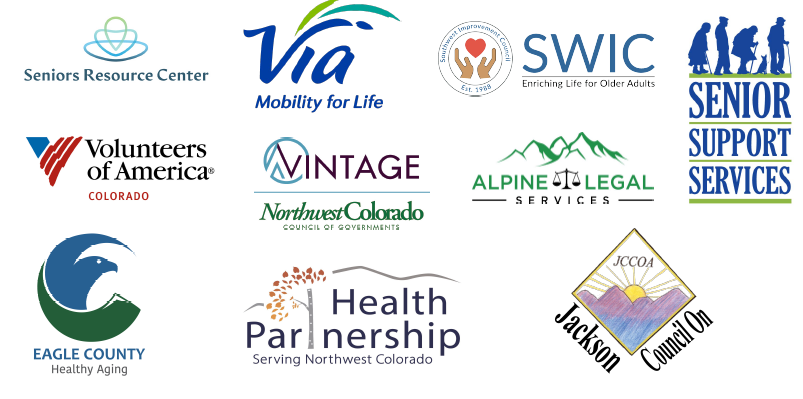 Seniors Resource Center
Via
Mobility for Life
Southwest Improvement Council
Est. 1988
SWIC
Enriching Life for Older Adults
SENIOR
SUPPORT
SERVICES
Volunteers
of America®
COLORADO
VINTAGE
NorthwestColorado
COUNCIL OF GOVERNMENTS
ALPINE LEGAL
SERVICES
EAGLE COUNTY
Healthy Aging
Health
Partnership
Serving Northwest Colorado
JCCOA
Jackson
Council On